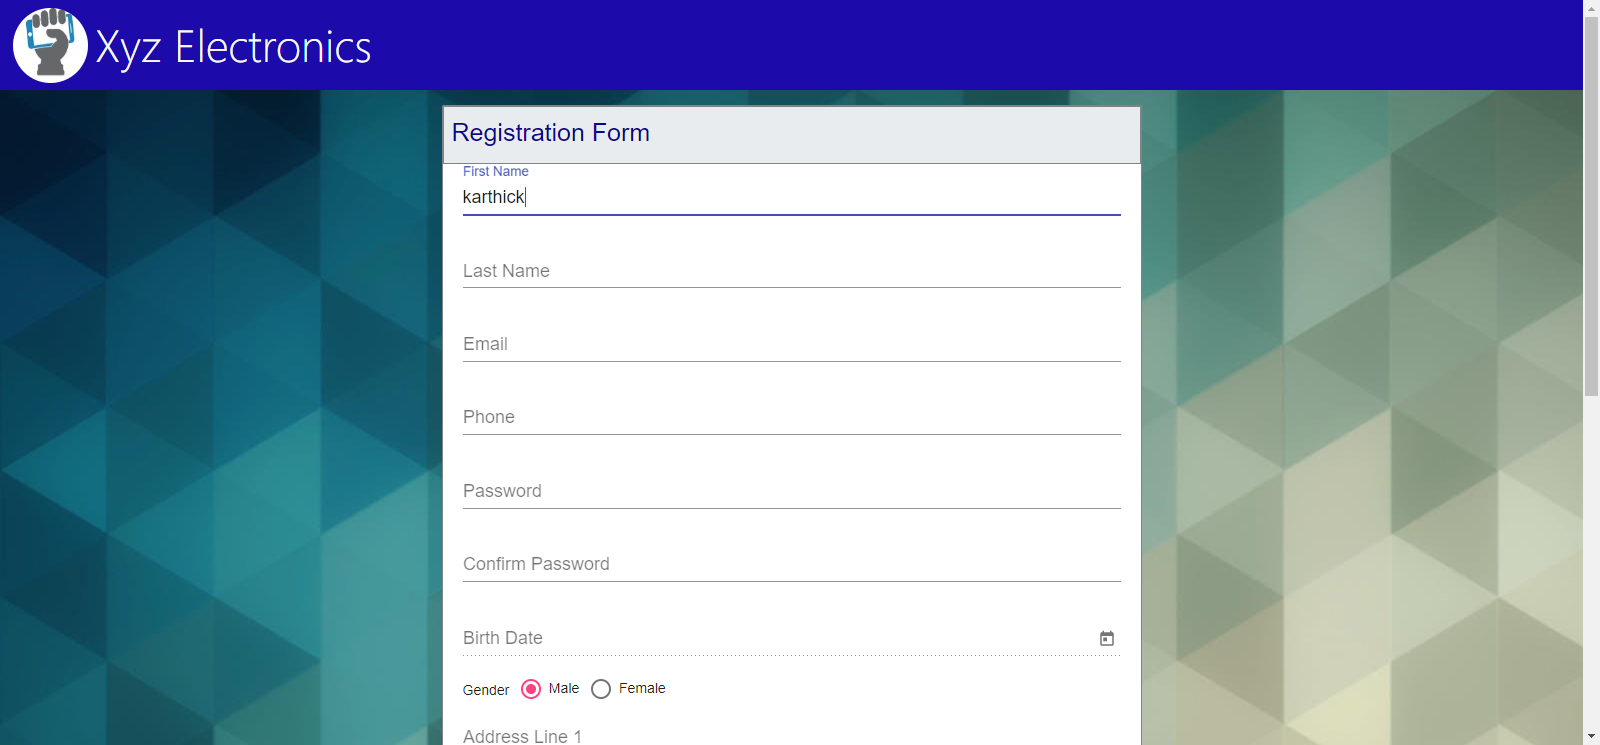 Xyz Electronics
Registration Form
First Name
karthick
Last Name
Email
Phone
Password
Confirm Password
Birth Date
Gender Male Female
Address Line 1